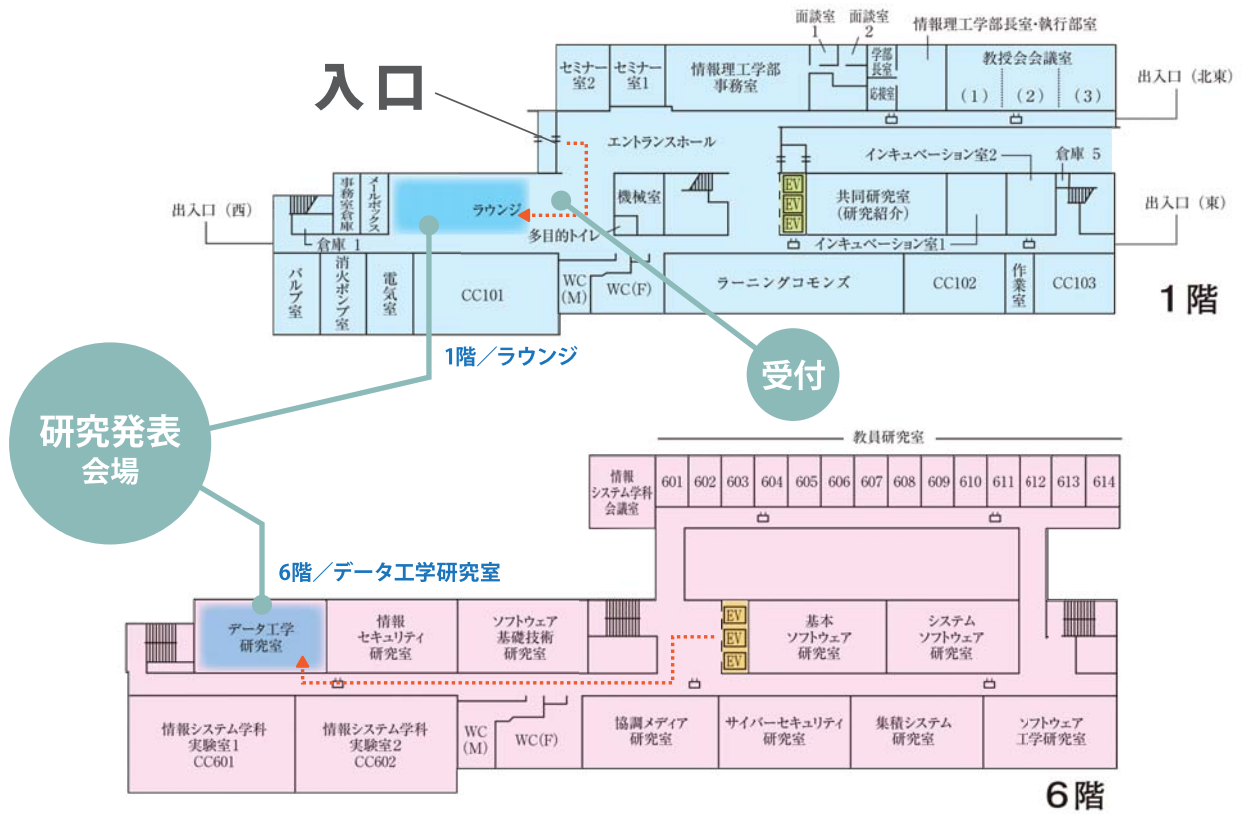 面談室
1
面談室
2
情報理工学部長室・執行部室
セミナー
室2
セミナー
室1
情報理工学部
事務室
学部
長室
応接室
教授会会議室
(1)
(2)
(3)
出入口(北東)
入口
エントランスホール
インキュベーション室2
倉庫 5
事務室倉庫
メールボックス
ラウンジ
機械室
EV
EV
EV
共同研究室
(研究紹介)
出入口(西)
出入口(東)
倉庫 1
多目的トイレ
インキュベーション室1
バルブ室
消火ポンプ室
電気室
CC101
WC
(M)
WC(F)
ラーニングコモンズ
CC102
作業室
CC103
1階
1階／ラウンジ
受付
研究発表
会場
教員研究室
情報
システム学科
会議室
601
602
603
604
605
606
607
608
609
610
611
612
613
614
6階／データ工学研究室
データ工学
研究室
情報
セキュリティ
研究室
ソフトウェア
基礎技術
研究室
EV
EV
EV
基本
ソフトウェア
研究室
システム
ソフトウェア
研究室
情報システム学科
実験室1
CC601
情報システム学科
実験室2
CC602
WC
(M)
WC(F)
協調メディア
研究室
サイバーセキュリティ
研究室
集積システム
研究室
ソフトウェア
工学研究室
6階